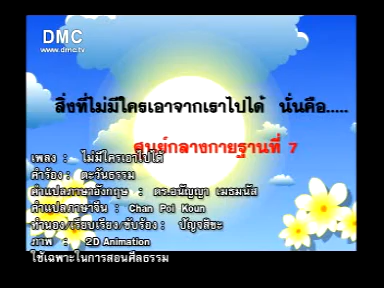 DMC
www.dmc.tv
สิ่งที่ไม่มีใครเอาจากเราไปได้ นั่นคือ.....
ศูนย์กลางกายฐานที่ 7
เพลง : ไม่มีใครเอาไปได้
คำร้อง : ตะวันธรรม
คำแปลภาษาอังกฤษ : ดร.อนัญญา เมธมนัส
คำแปลภาษาจีน : Chan Poi Koun
ทำนอง/เรียบเรียง/ขับร้อง : ปัญจสิขะ
ภาพ : 2D Animation
ใช้เฉพาะในการสอนศีลธรรม